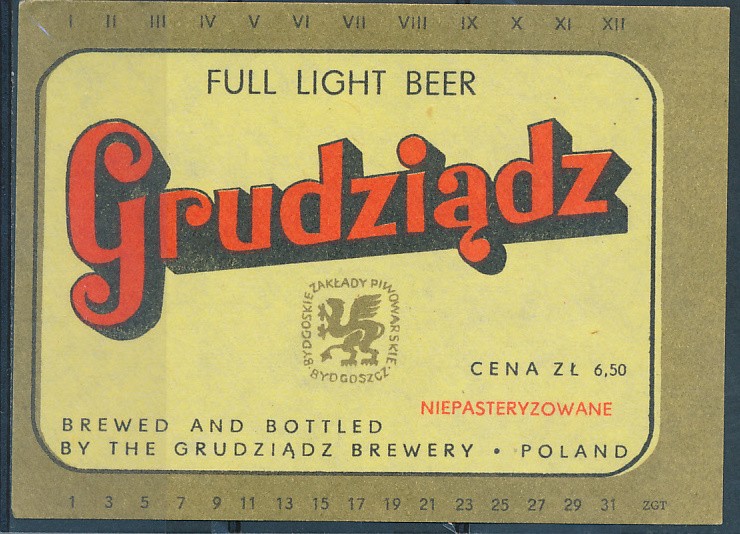 I II III IV V VI VII VIII IX X XI XII
FULL LIGHT BEER
Grudziądz
BYDGOSKIE ZAKŁADY PIWOWARSKIE
BYDGOSZCZ
CENA ZŁ 6,50
NIEPASTERYZOWANE
BREWED AND BOTTLED
BY THE GRUDZIĄDZ BREWERY • POLAND
1 3 5 7 9 11 13 15 17 19 21 23 25 27 29 31 ZGT